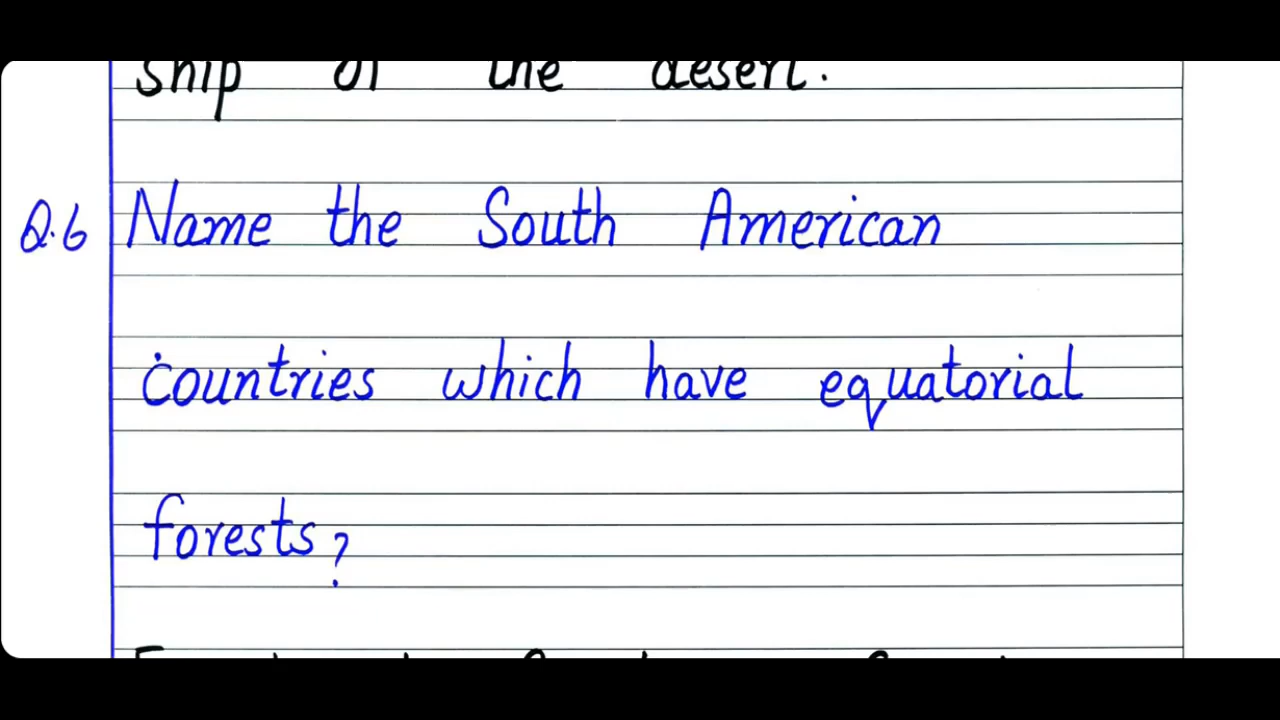 ship of the desert.
Q.6 Name the South American
countries which have equatorial
forests?